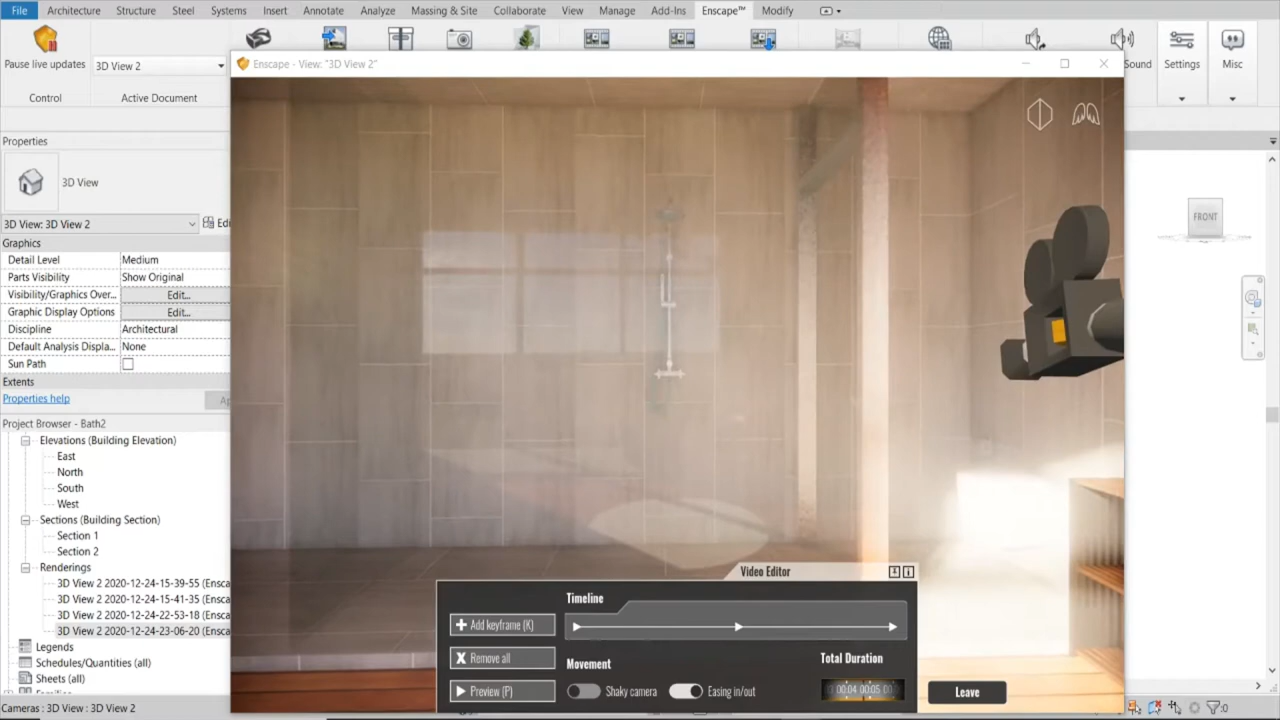 File Architecture Structure Steel Systems Insert Annotate Analyze Massing & Site Collaborate View Manage Add-Ins Enscape™ Modify
Pause live updates
3D View 2
Sound Settings Misc
Control Active Document
Enscape - View: "3D View 2"
Properties
3D View
3D View: 3D View 2
Graphics
Detail Level Medium
Parts Visibility Show Original
Visibility/Graphics Over... Edit...
Graphic Display Options Edit...
Discipline Architectural
Default Analysis Displa... None
Sun Path
Extents
Properties help
Project Browser - Bath2
Elevations (Building Elevation)
East
North
South
West
Sections (Building Section)
Section 1
Section 2
Renderings
3D View 2 2020-12-24-15-39-55 (Ensca
3D View 2 2020-12-24-15-41-35 (Ensca
3D View 2 2020-12-24-22-53-18 (Ensca
3D View 2 2020-12-24-23-06-20 (Ensca
Legends
Schedules/Quantities (all)
Sheets (all)
Cameras : 3D View : 3D View 2
FRONT
Video Editor
Timeline
Add keyframe (K)
Remove all
Preview (P)
Movement
Shaky camera Easing in/out
Total Duration
00:04 00:05 00
Leave
:0